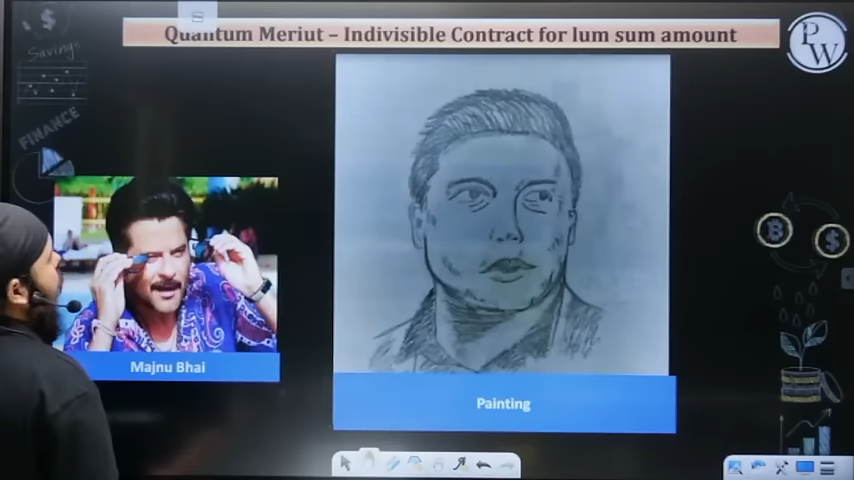 Quantum Meriut – Indivisible Contract for lum sum amount
PW
Savings
FINANCE
Majnu Bhai
Painting